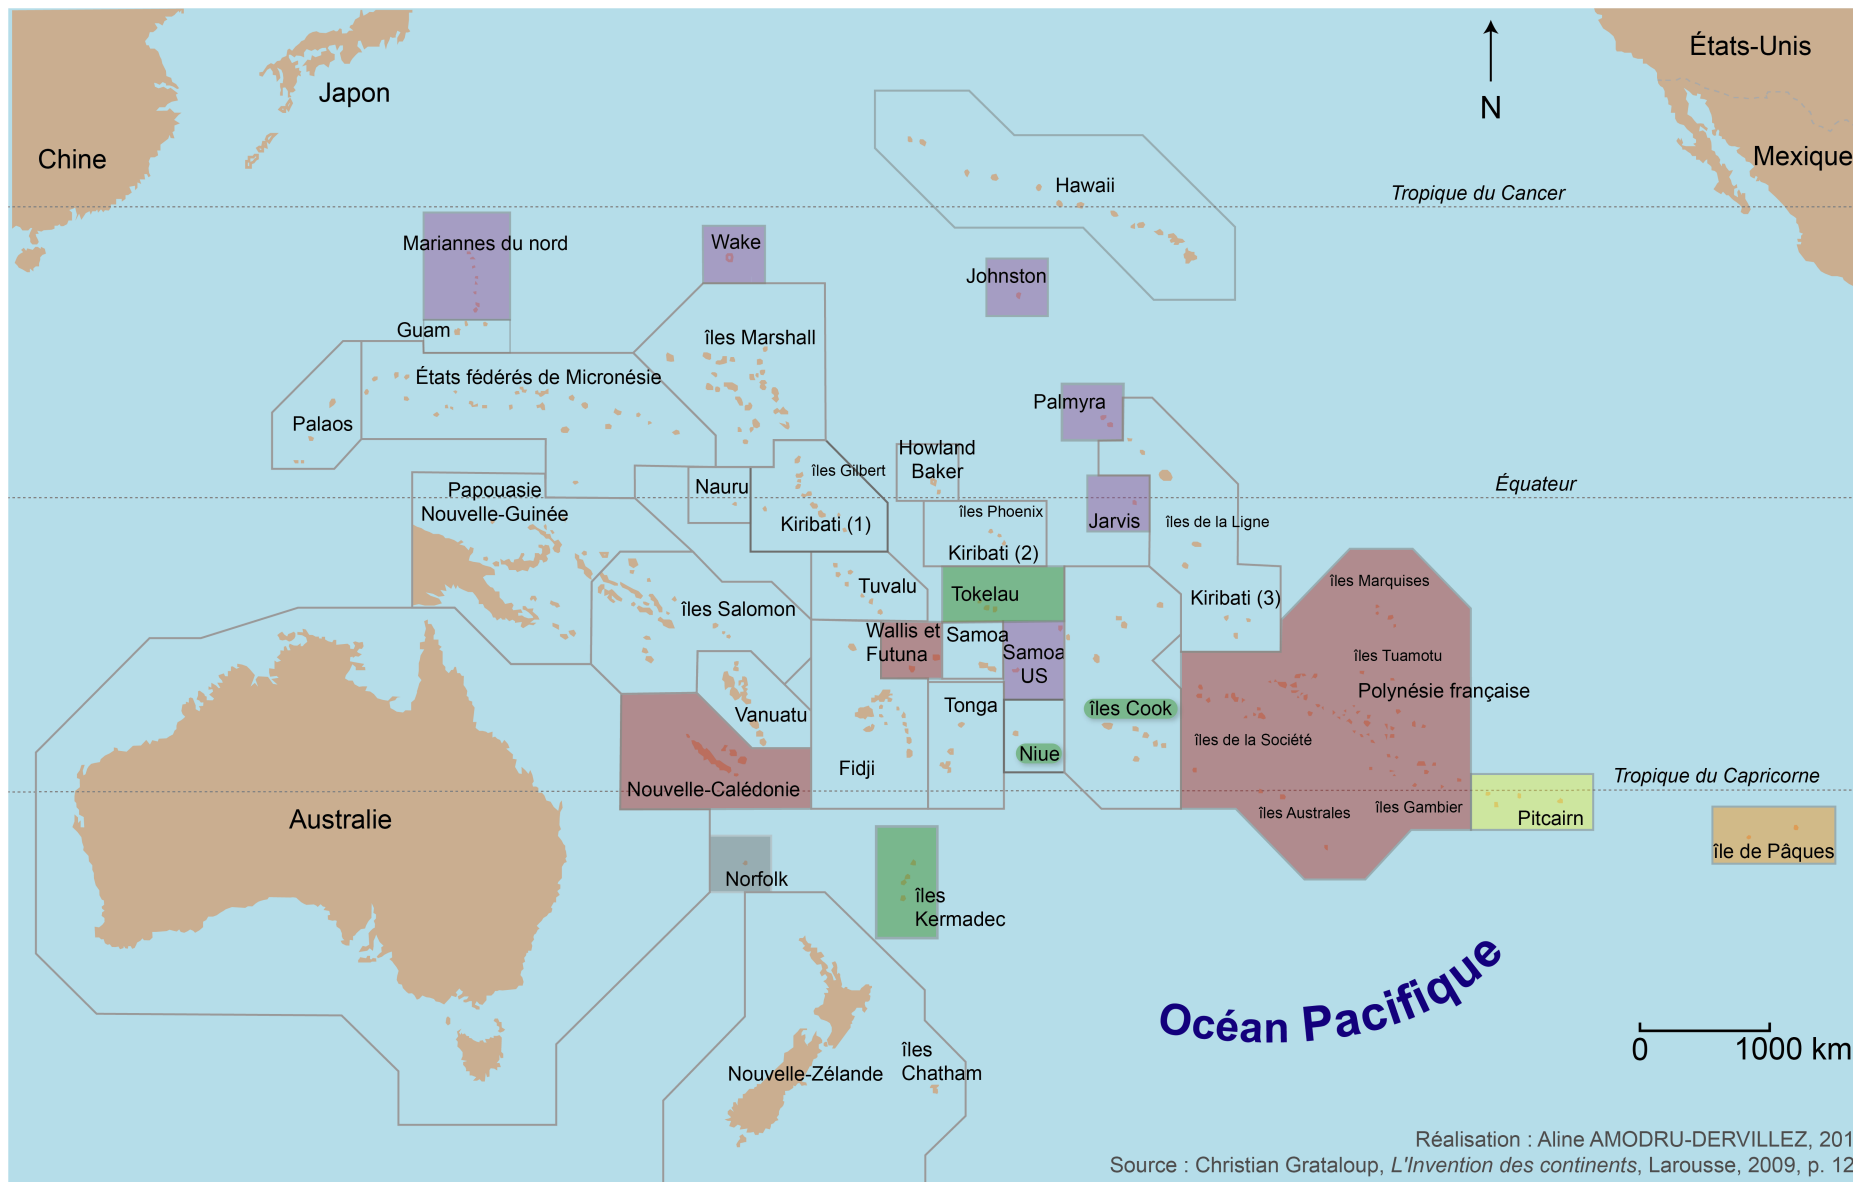 États-Unis
Japon
N
Chine
Mexique
Hawaii
Tropique du Cancer
Mariannes du nord
Wake
Johnston
Guam
îles Marshall
États fédérés de Micronésie
Palmyra
Palaos
Howland
Baker
îles Gilbert
Nauru
Papouasie
Nouvelle-Guinée
Équateur
Kiribati (1)
îles Phoenix
Kiribati (2)
Jarvis
îles de la Ligne
Tuvalu
Tokelau
îles Marquises
Kiribati (3)
îles Salomon
Wallis et
Futuna
Samoa
Samoa
US
îles Tuamotu
Polynésie française
Vanuatu
Tonga
îles Cook
îles de la Société
Niue
Fidji
Tropique du Capricorne
Nouvelle-Calédonie
îles Australes
îles Gambier
Pitcairn
Australie
île de Pâques
Norfolk
îles
Kermadec
Océan Pacifique
îles
Chatham
Nouvelle-Zélande
0 1000 km
Réalisation : Aline AMODRU-DERVILLEZ, 201
Source : Christian Grataloup, L'Invention des continents, Larousse, 2009, p. 12